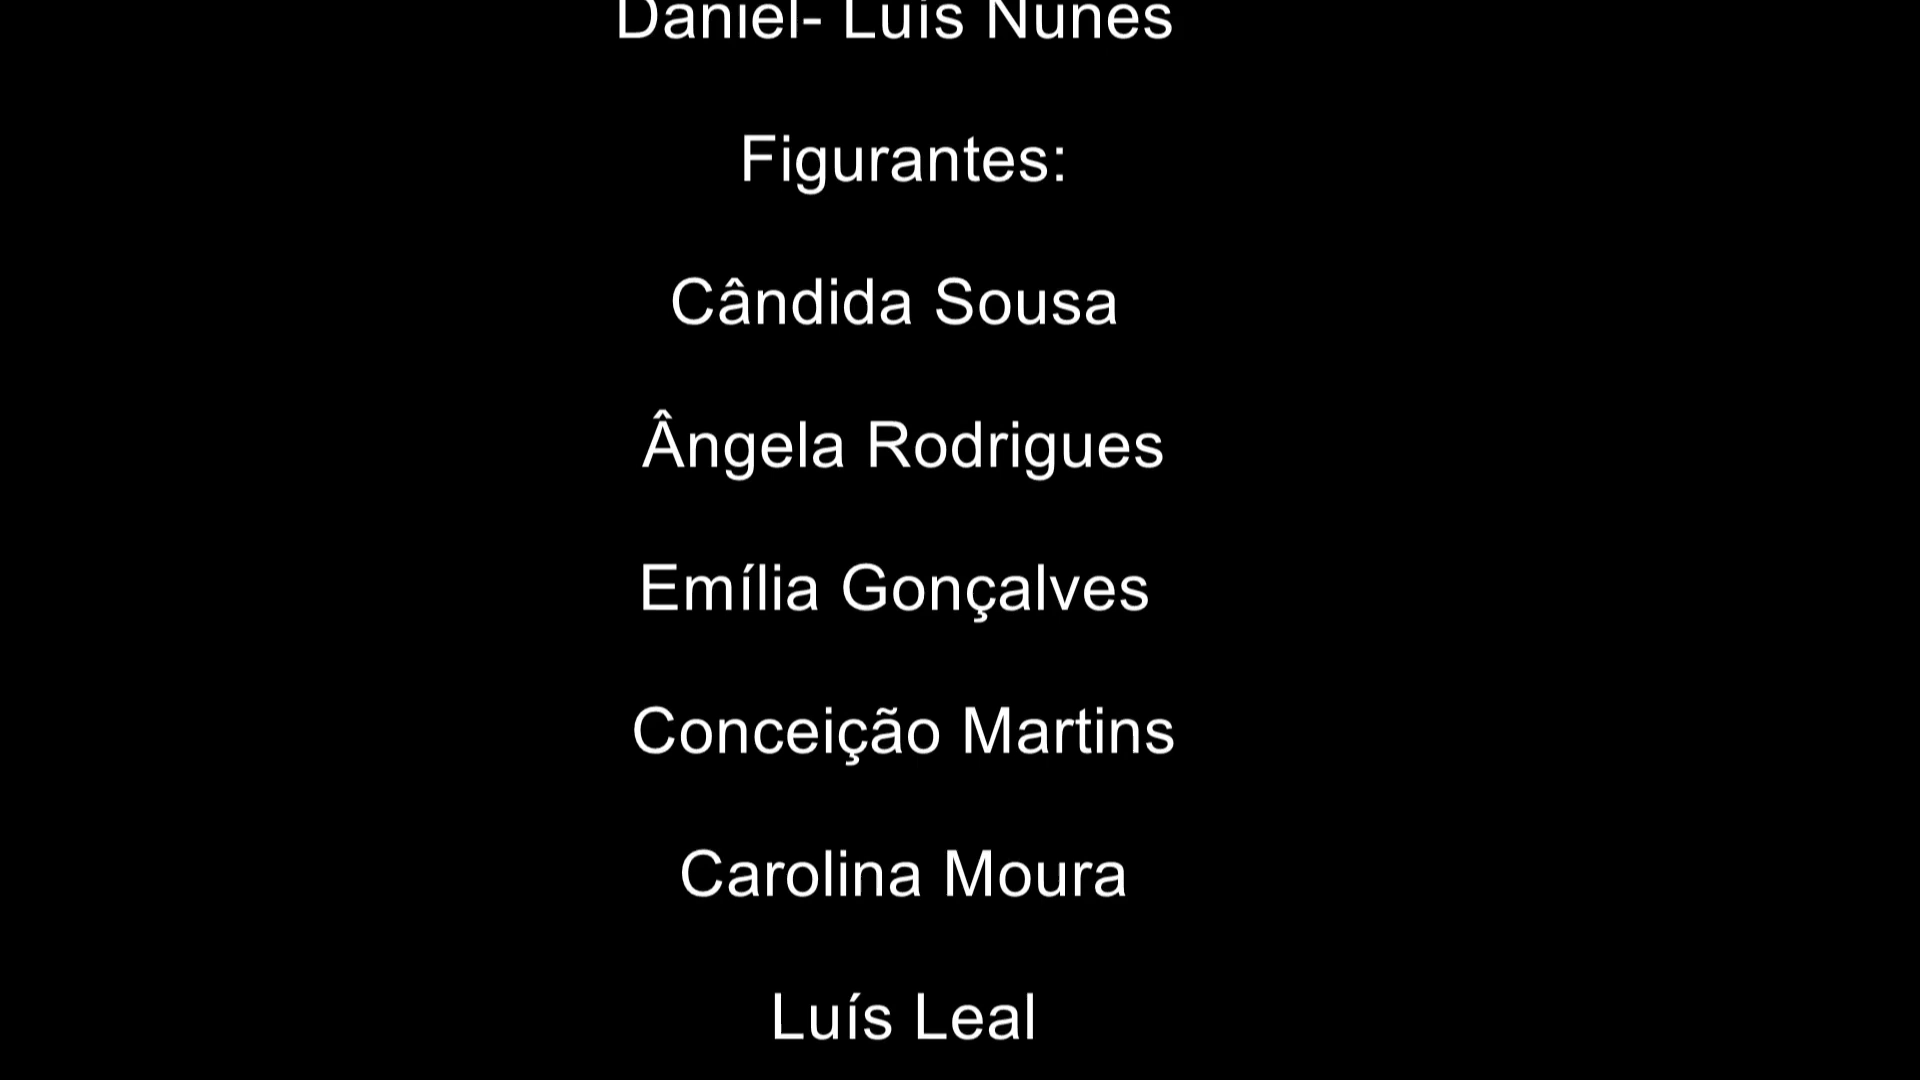 Daniel- Luís Nunes
Figurantes:
Cândida Sousa
Ângela Rodrigues
Emília Gonçalves
Conceição Martins
Carolina Moura
Luís Leal